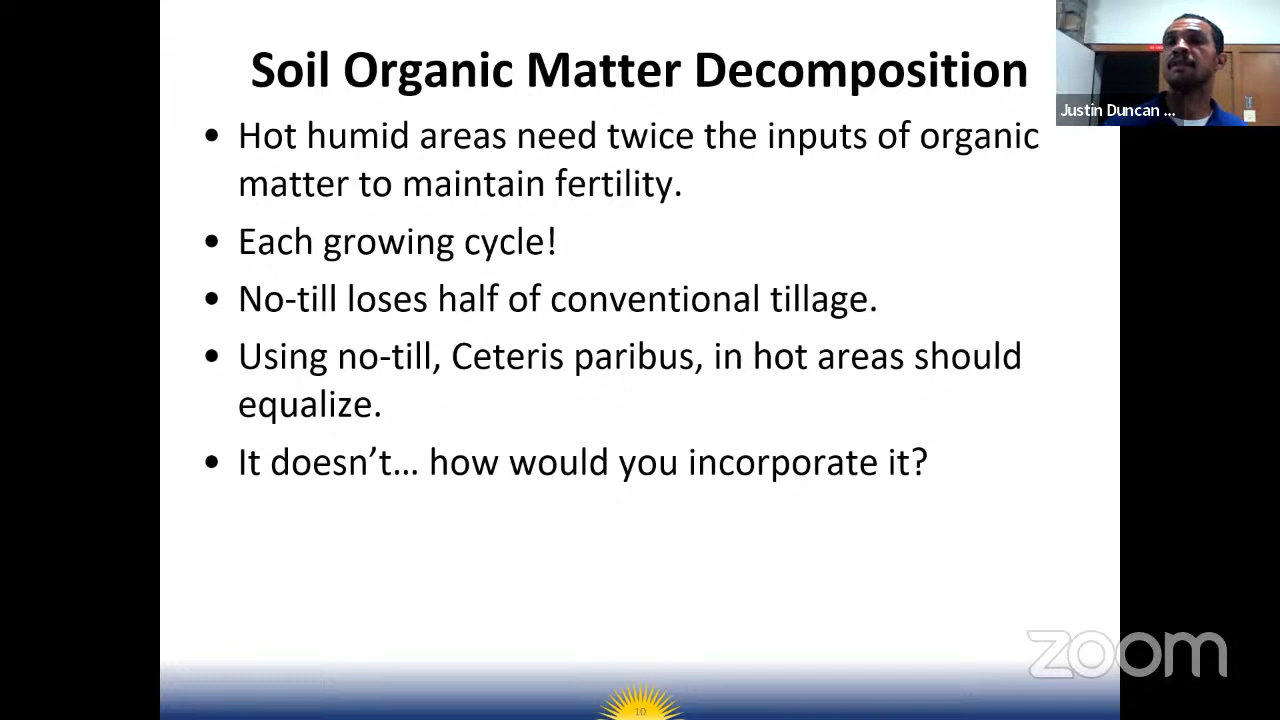 Soil Organic Matter Decomposition
• Hot humid areas need twice the inputs of organic
matter to maintain fertility.
• Each growing cycle!
• No-till loses half of conventional tillage.
• Using no-till, Ceteris paribus, in hot areas should
equalize.
• It doesn’t… how would you incorporate it?
Justin Duncan ...
zoom
10